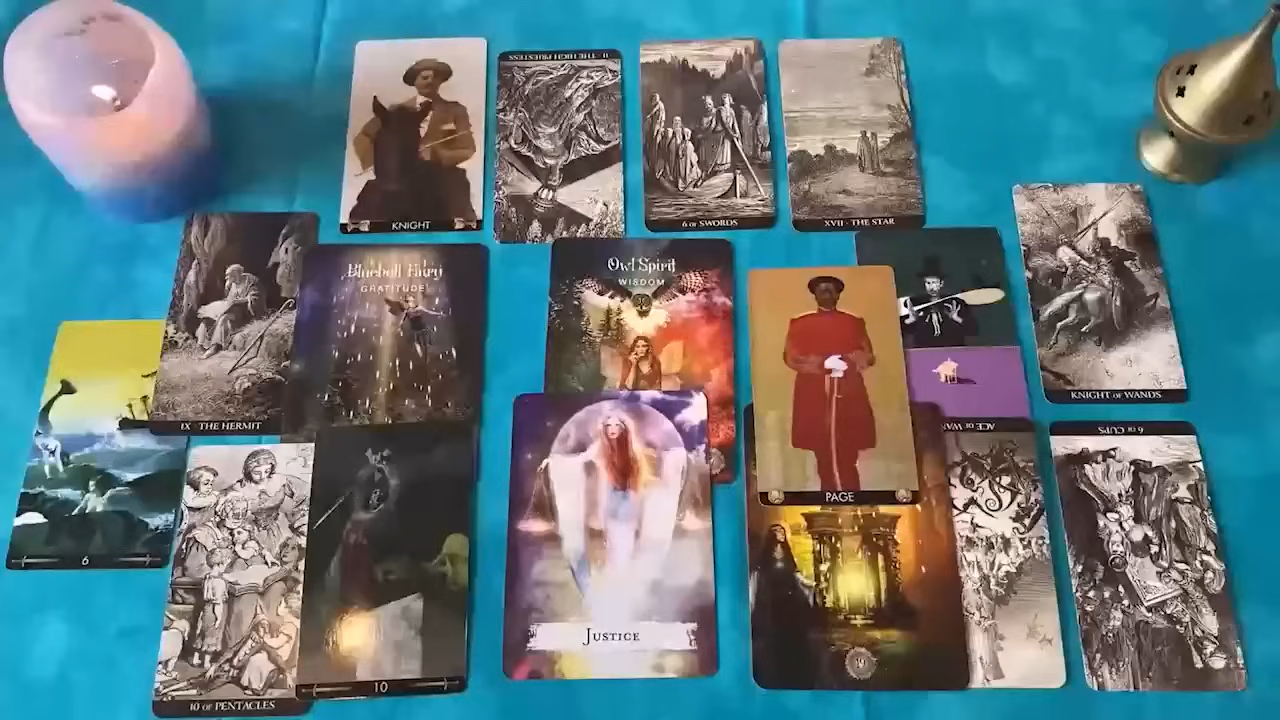 KNIGHT
II · THE HIGH PRIESTESS
6 OF SWORDS
XVII · THE STAR
IX · THE HERMIT
Bluebell Fairy
GRATITUDE
Owl Spirit
WISDOM
KNIGHT OF WANDS
6
PAGE
ACE OF WAN
6 OF CUPS
JUSTICE
10
10 OF PENTACLES